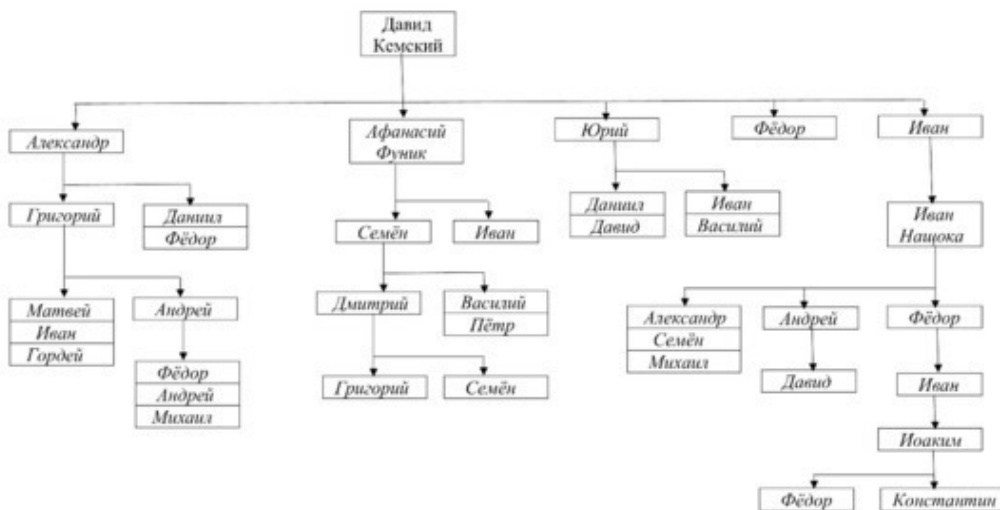 Давид
Кемский
Александр
Афанасий
Фуник
Юрий
Фёдор
Иван
Григорий
Даниил
Фёдор
Семён
Иван
Даниил
Давид
Иван
Василий
Иван
Нащока
Матвей
Иван
Гордей
Андрей
Фёдор
Андрей
Михаил
Дмитрий
Василий
Пётр
Григорий
Семён
Александр
Семён
Михаил
Андрей
Давид
Фёдор
Иван
Иоаким
Фёдор
Константин